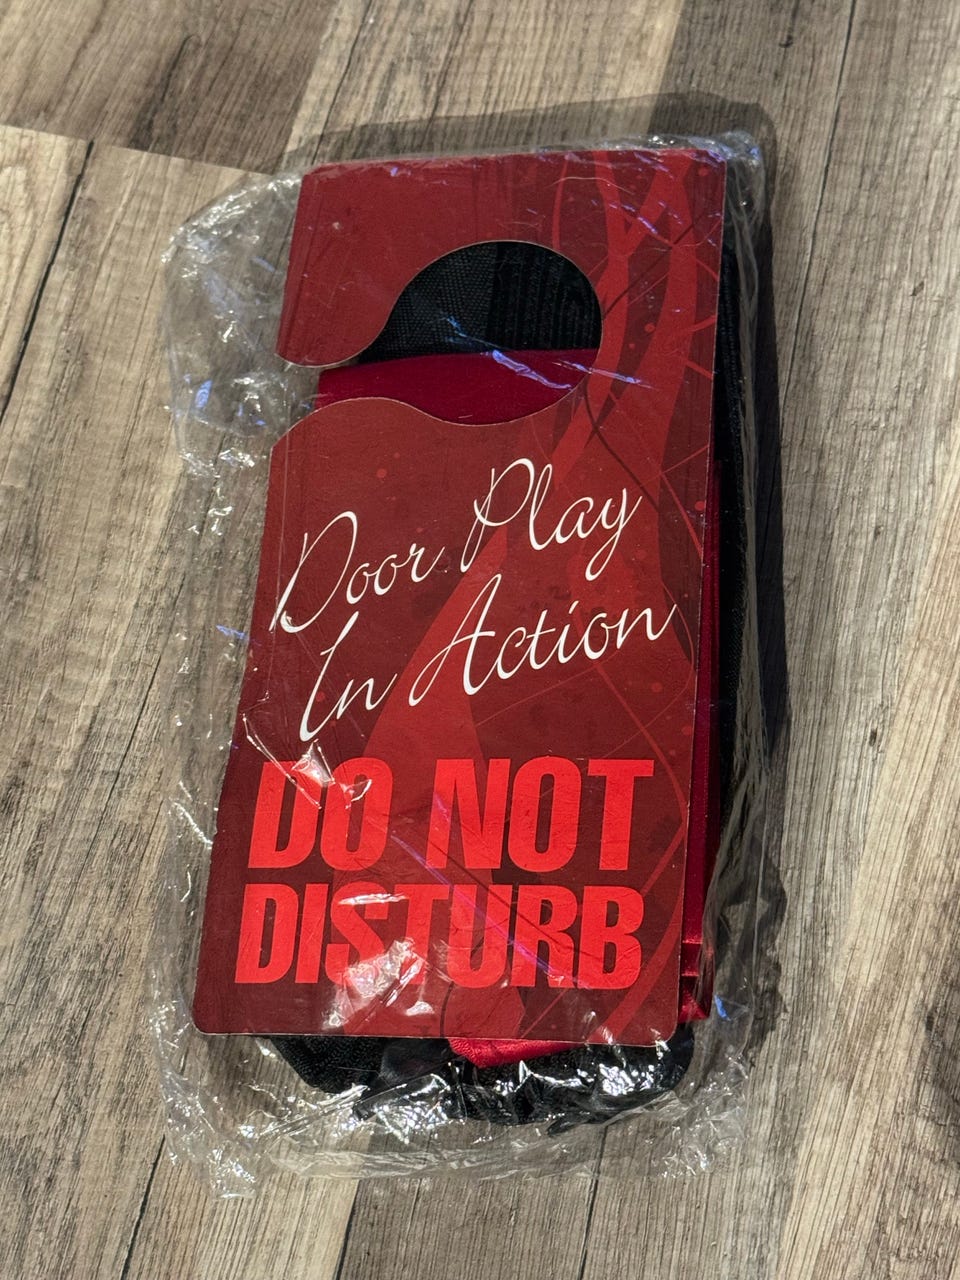 Door Play
In Action
DO NOT
DISTURB